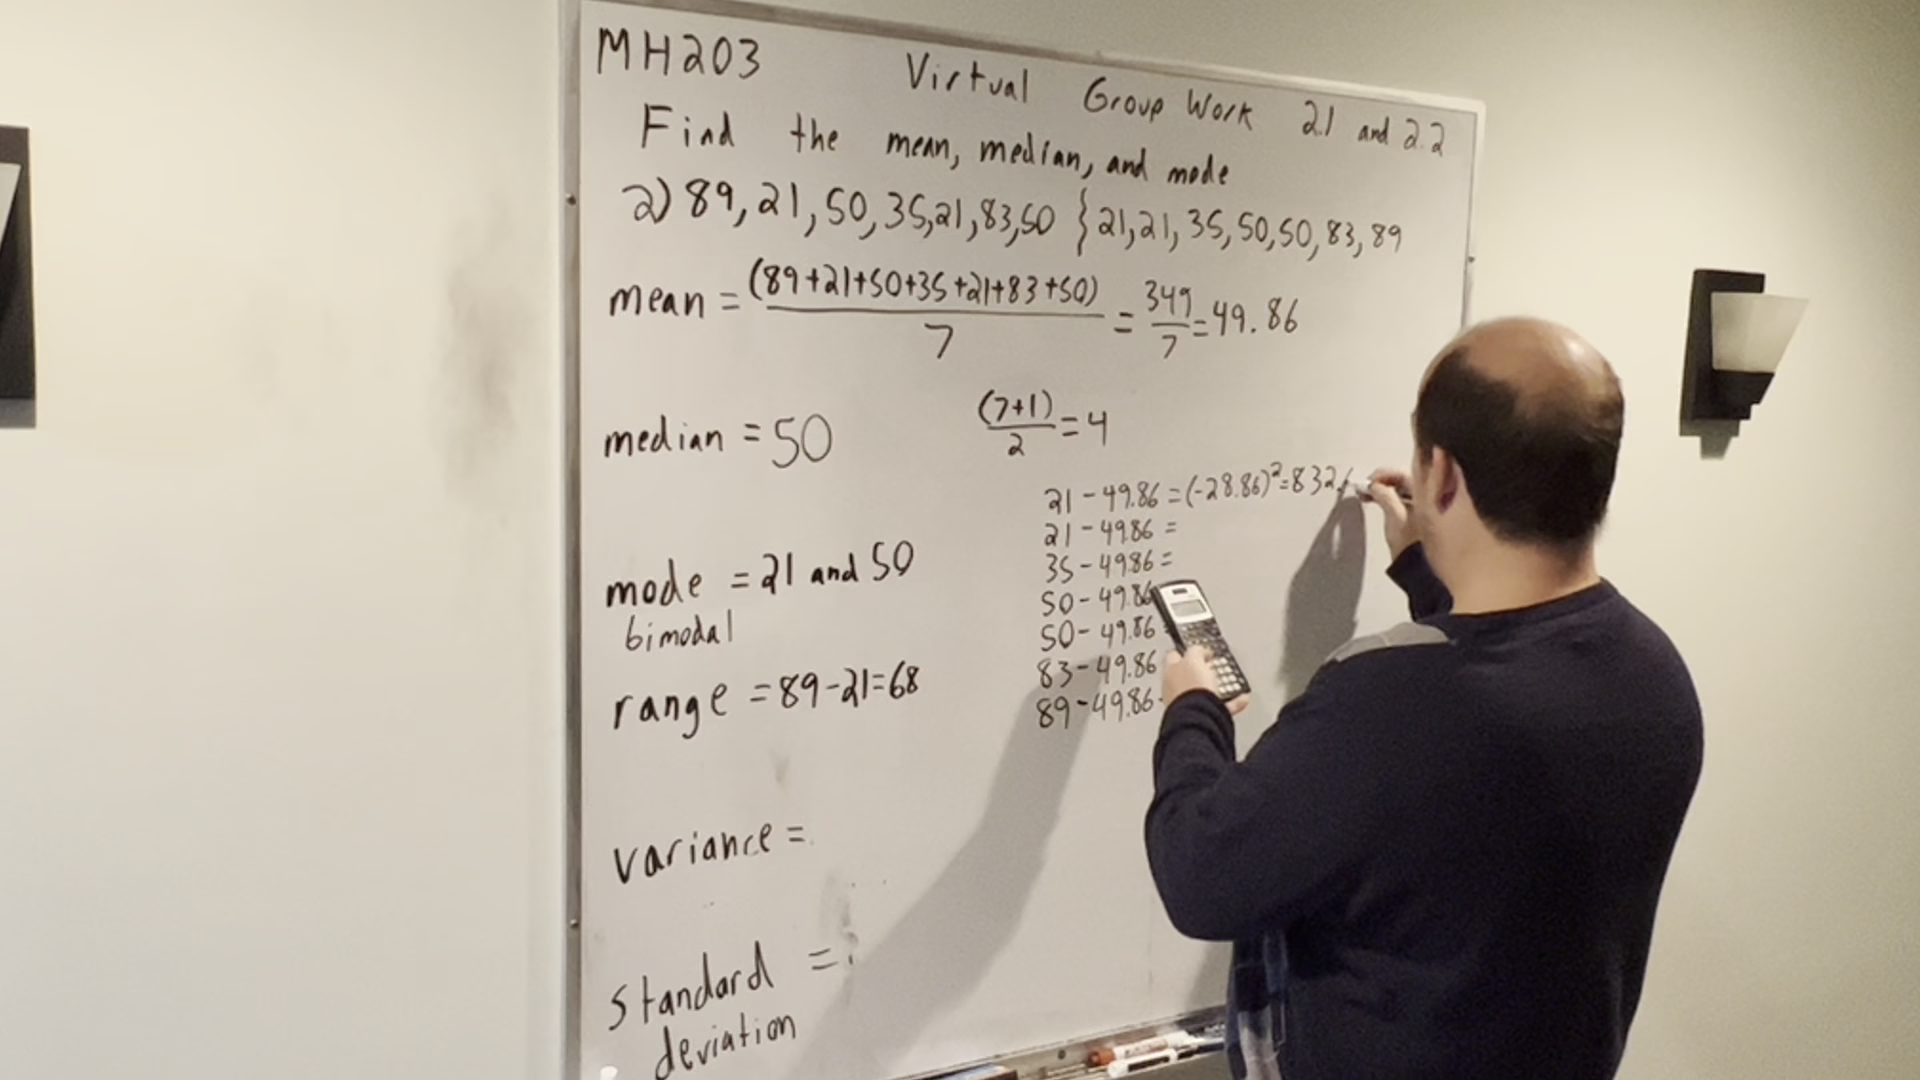 MH203 Virtual Group Work 2.1 and 2.2
Find the mean, median, and mode
2) 89, 21, 50, 35, 21, 83, 50 } 21, 21, 35, 50, 50, 83, 89
mean = (89+21+50+35+21+83+50) / 7 = 349 / 7 = 49.86
median = 50 (7+1) / 2 = 4
21 - 49.86 = (-28.86)² = 832.
21 - 49.86 =
35 - 49.86 =
50 - 49.86
50 - 49.86
83 - 49.86
89 - 49.86
mode = 21 and 50
bimodal
range = 89 - 21 = 68
variance =
standard =
deviation